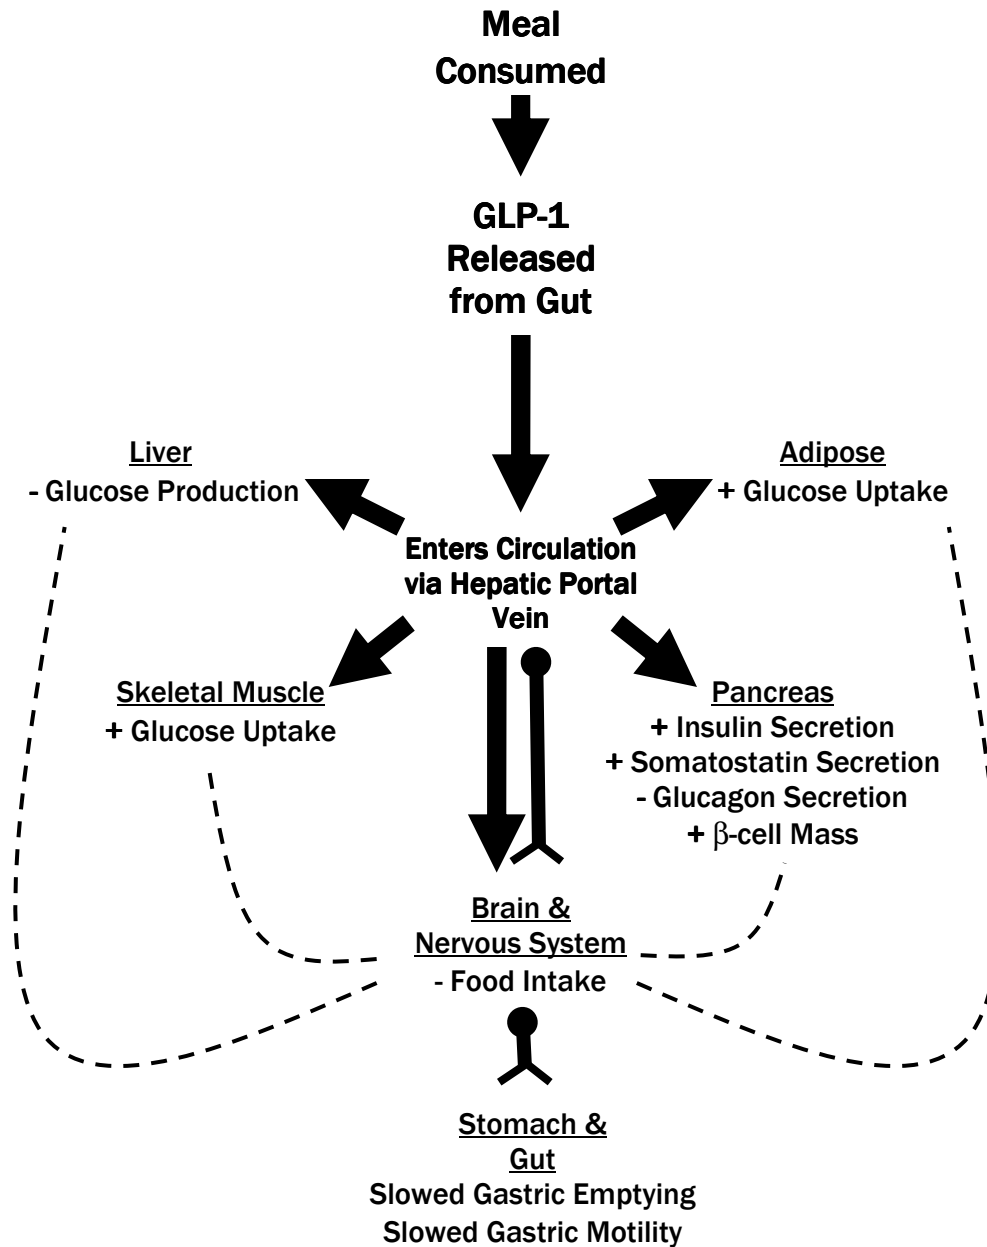 Meal
Consumed
GLP-1
Released
from Gut
Liver
- Glucose Production
Adipose
+ Glucose Uptake
Enters Circulation
via Hepatic Portal
Vein
Skeletal Muscle
+ Glucose Uptake
Pancreas
+ Insulin Secretion
+ Somatostatin Secretion
- Glucagon Secretion
+ β-cell Mass
Brain &
Nervous System
- Food Intake
Stomach &
Gut
Slowed Gastric Emptying
Slowed Gastric Motility